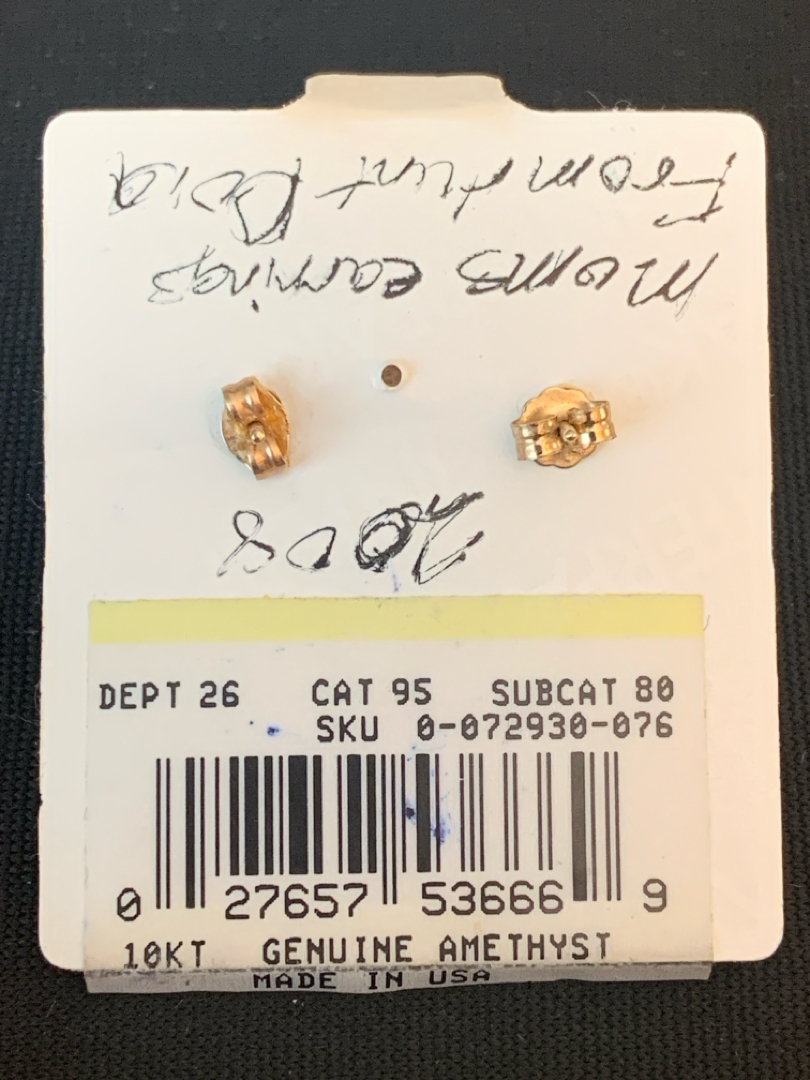 2008
Moms earrings
From Aunt
DEPT 26 CAT 95 SUBCAT 80
SKU 0-072930-076
0 27657 53666 9
10KT GENUINE AMETHYST
MADE IN USA